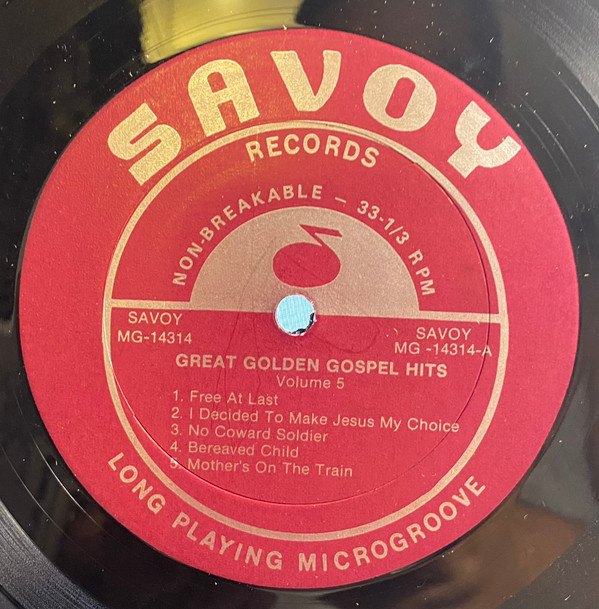 SAVOY
RECORDS
NON-BREAKABLE — 33-1/3 RPM
SAVOY
MG-14314
SAVOY
MG -14314-A
GREAT GOLDEN GOSPEL HITS
Volume 5
1. Free At Last
2. I Decided To Make Jesus My Choice
3. No Coward Soldier
4. Bereaved Child
5. Mother's On The Train
LONG PLAYING MICROGROOVE